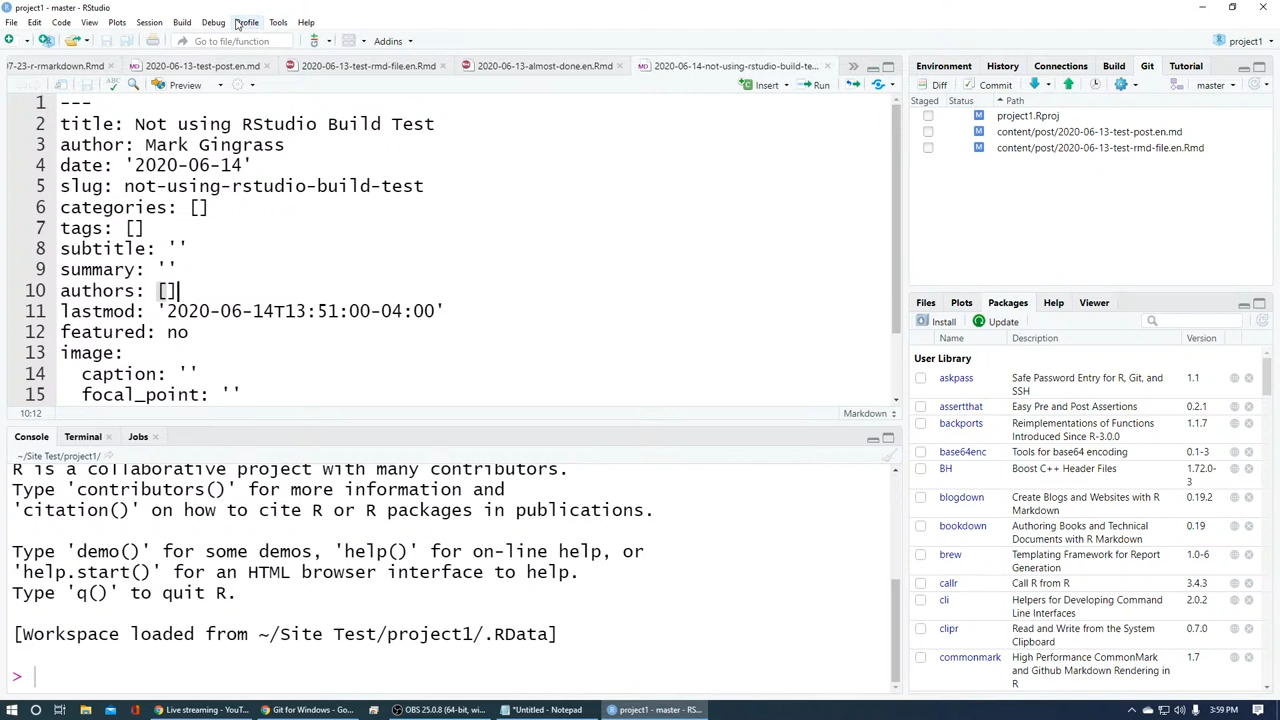 project1 - master - RStudio
File Edit Code View Plots Session Build Debug Profile Tools Help
Go to file/function Addins project1
07-23-r-rmarkdown.Rmd 2020-06-13-test-post.en.md 2020-06-13-test-rmd-file.en.Rmd 2020-06-13-almost-done.en.Rmd 2020-06-14-not-using-rstudio-build-te...
ABC Preview Insert Run
1 ---
2 title: Not using RStudio Build Test
3 author: Mark Gingrass
4 date: '2020-06-14'
5 slug: not-using-rstudio-build-test
6 categories: []
7 tags: []
8 subtitle: ''
9 summary: ''
10 authors: []
11 lastmod: '2020-06-14T13:51:00-04:00'
12 featured: no
13 image:
14 caption: ''
15 focal_point: ''
10:12 Markdown
Console Terminal Jobs
~/Site Test/project1/
R is a collaborative project with many contributors.
Type 'contributors()' for more information and
'citation()' on how to cite R or R packages in publications.
Type 'demo()' for some demos, 'help()' for on-line help, or
'help.start()' for an HTML browser interface to help.
Type 'q()' to quit R.
[Workspace loaded from ~/Site Test/project1/.RData]
>
Environment History Connections Build Git Tutorial
Diff Commit master
Staged Status Path
M project1.Rproj
M content/post/2020-06-13-test-post.en.md
M content/post/2020-06-13-test-rmd-file.en.Rmd
Files Plots Packages Help Viewer
Install Update
Name Description Version
User Library
askpass Safe Password Entry for R, Git, and 1.1
SSH
assertthat Easy Pre and Post Assertions 0.2.1
backports Reimplementations of Functions 1.1.7
Introduced Since R-3.0.0
base64enc Tools for base64 encoding 0.1-3
BH Boost C++ Header Files 1.72.0-
3
blogdown Create Blogs and Websites with R 0.19.2
Markdown
bookdown Authoring Books and Technical 0.19
Documents with R Markdown
brew Templating Framework for Report 1.0-6
Generation
callr Call R from R 3.4.3
cli Helpers for Developing Command 2.0.2
Line Interfaces
clipr Read and Write from the System 0.7.0
Clipboard
commonmark High Performance CommonMark 1.7
and Github Markdown Rendering in
R
Live streaming - ... Git for Windows - Go... OBS 25.0.8 (64-bit, w... *Untitled - Notepad project1 - master - RS... 3:59 PM